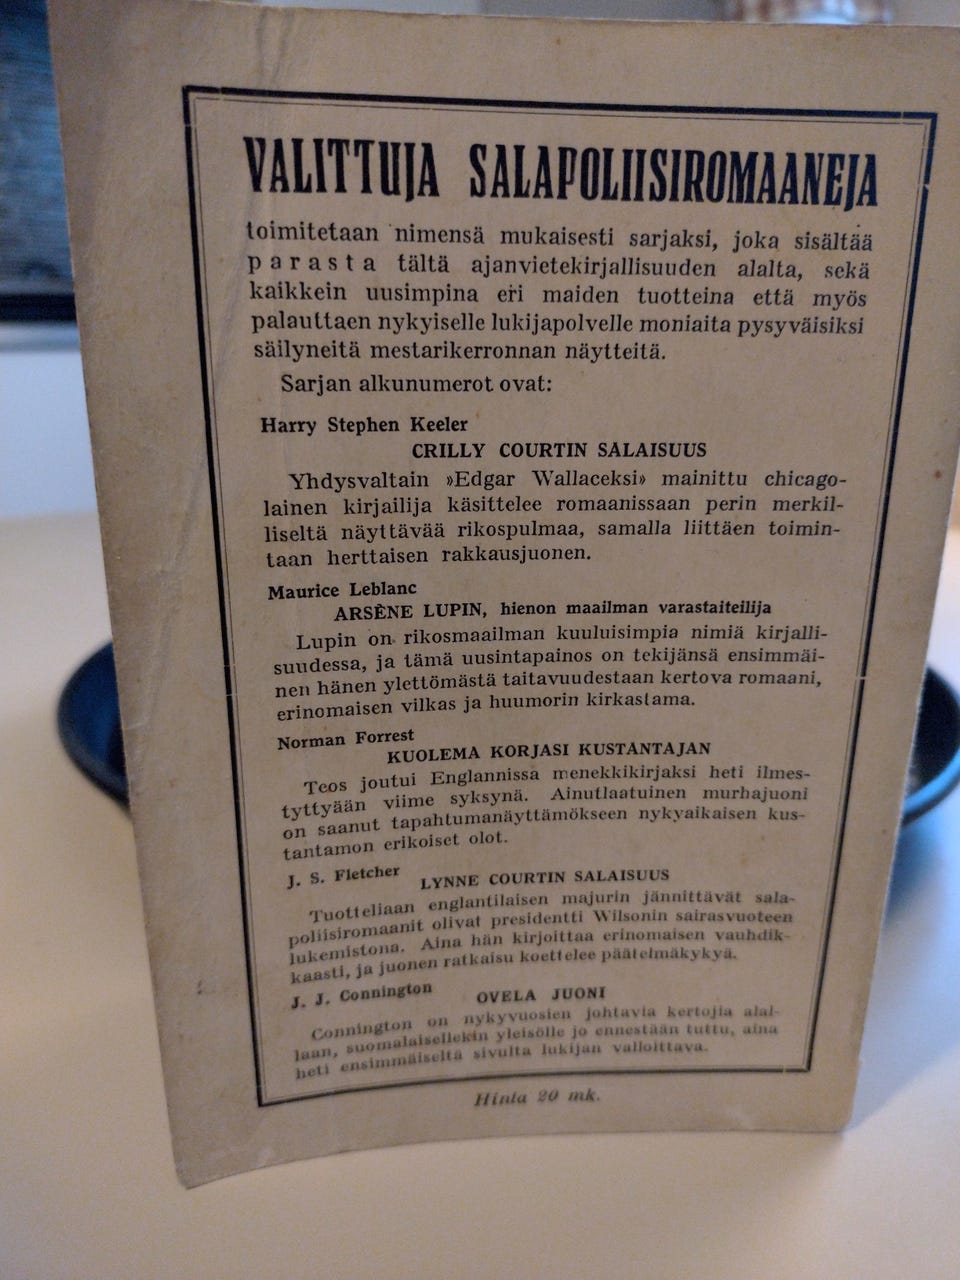 VALITTUJA SALAPOLIISIROMAANEJA
toimitetaan nimensä mukaisesti sarjaksi, joka sisältää
parasta tältä ajanvietekirjallisuuden alalta, sekä
kaikkein uusimpina eri maiden tuotteina että myös
palauttaen nykyiselle lukijapolvelle moniaita pysyväisiksi
säilyneitä mestarikerronnan näytteitä.
Sarjan alkunumerot ovat:
Harry Stephen Keeler
CRILLY COURTIN SALAISUUS
Yhdysvaltain »Edgar Wallaceksi» mainittu chicago-
lainen kirjailija käsittelee romaanissaan perin merkil-
liseltä näyttävää rikospulmaa, samalla liittäen toimin-
taan herttaisen rakkausjuonen.
Maurice Leblanc
ARSÈNE LUPIN, hienon maailman varastaiteilija
Lupin on rikosmaailman kuuluisimpia nimiä kirjalli-
suudessa, ja tämä uusintapainos on tekijänsä ensimmäi-
nen hänen ylettömästä taitavuudestaan kertova romaani,
erinomaisen vilkas ja huumorin kirkastama.
Norman Forrest
KUOLEMA KORJASI KUSTANTAJAN
Teos joutui Englannissa menekkikirjaksi heti ilmes-
tyttyään viime syksynä. Ainutlaatuinen murhajuoni
on saanut tapahtumanäyttämökseen nykyaikaisen kus-
tantamon erikoiset olot.
J. S. Fletcher
LYNNE COURTIN SALAISUUS
Tuotteliaan englantilaisen majurin jännittävät sala-
poliisiromaanit olivat presidentti Wilsonin sairasvuoteen
lukemistona. Aina hän kirjoittaa erinomaisen vauhdik-
kaasti, ja juonen ratkaisu koettelee päätelmäkykyä.
J. J. Connington
OVELA JUONI
Connington on nykyvuosien johtavia kertojia alal-
laan, suomalaisellekin yleisölle jo ennestään tuttu, aina
heti ensimmäiseltä sivulta lukijan valloittava.
Hinta 20 mk.